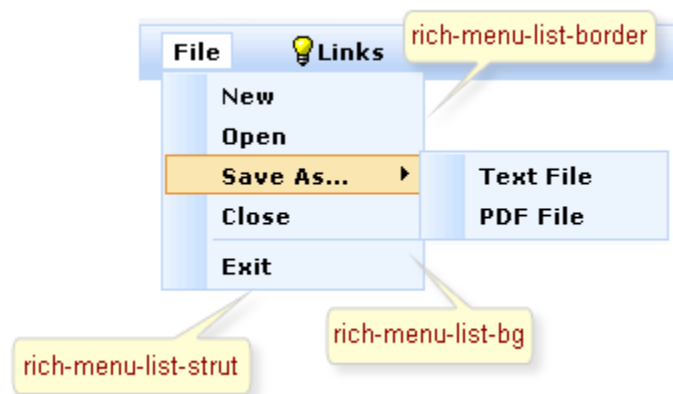 File Links rich-menu-list-border
New
Open
Save As...
Text File
Close
PDF File
Exit
rich-menu-list-bg
rich-menu-list-strut